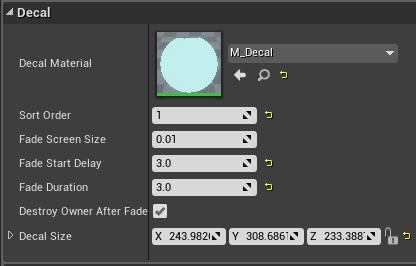 Decal
Decal Material
M_Decal
Sort Order 1
Fade Screen Size 0.01
Fade Start Delay 3.0
Fade Duration 3.0
Destroy Owner After Fade
Decal Size X 243.982 Y 308.686 Z 233.388